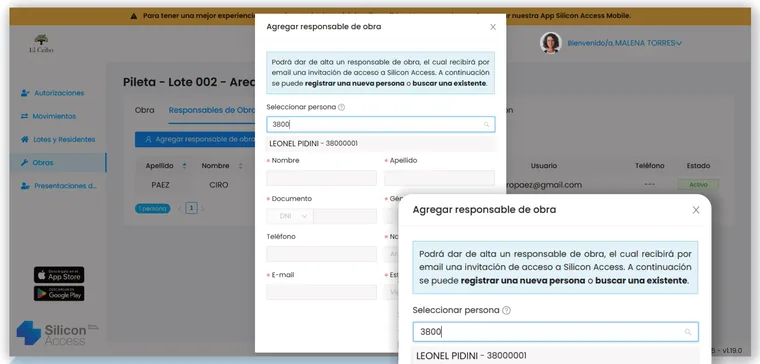 Para tener una mejor experiencia
nuestra App Silicon Access Mobile.
El Ceibo
Bienvenido/a, MALENA TORRES
Autorizaciones
Movimientos
Lotes y Residentes
Obras
Presentaciones d...
Pileta - Lote 002 -
Obra
Responsables de Obra
Agregar responsable de obra
Apellido
Nombre
Usuario
Teléfono
Estado
PAEZ
CIRO
ropaez@gmail.com
---
Activo
1 persona
1
Agregar responsable de obra
Podrá dar de alta un responsable de obra, el cual recibirá por
email una invitación de acceso a Silicon Access. A continuación
se puede registrar una nueva persona o buscar una existente.
Seleccionar persona
3800
LEONEL PIDINI - 38000001
* Nombre
* Apellido
* Documento
DNI
Teléfono
* E-mail
Agregar responsable de obra
Podrá dar de alta un responsable de obra, el cual recibirá por
email una invitación de acceso a Silicon Access. A continuación
se puede registrar una nueva persona o buscar una existente.
Seleccionar persona
3800
LEONEL PIDINI - 38000001
App Store
DISPONIBLE EN
Google Play
Silicon
Access
v1.19.0